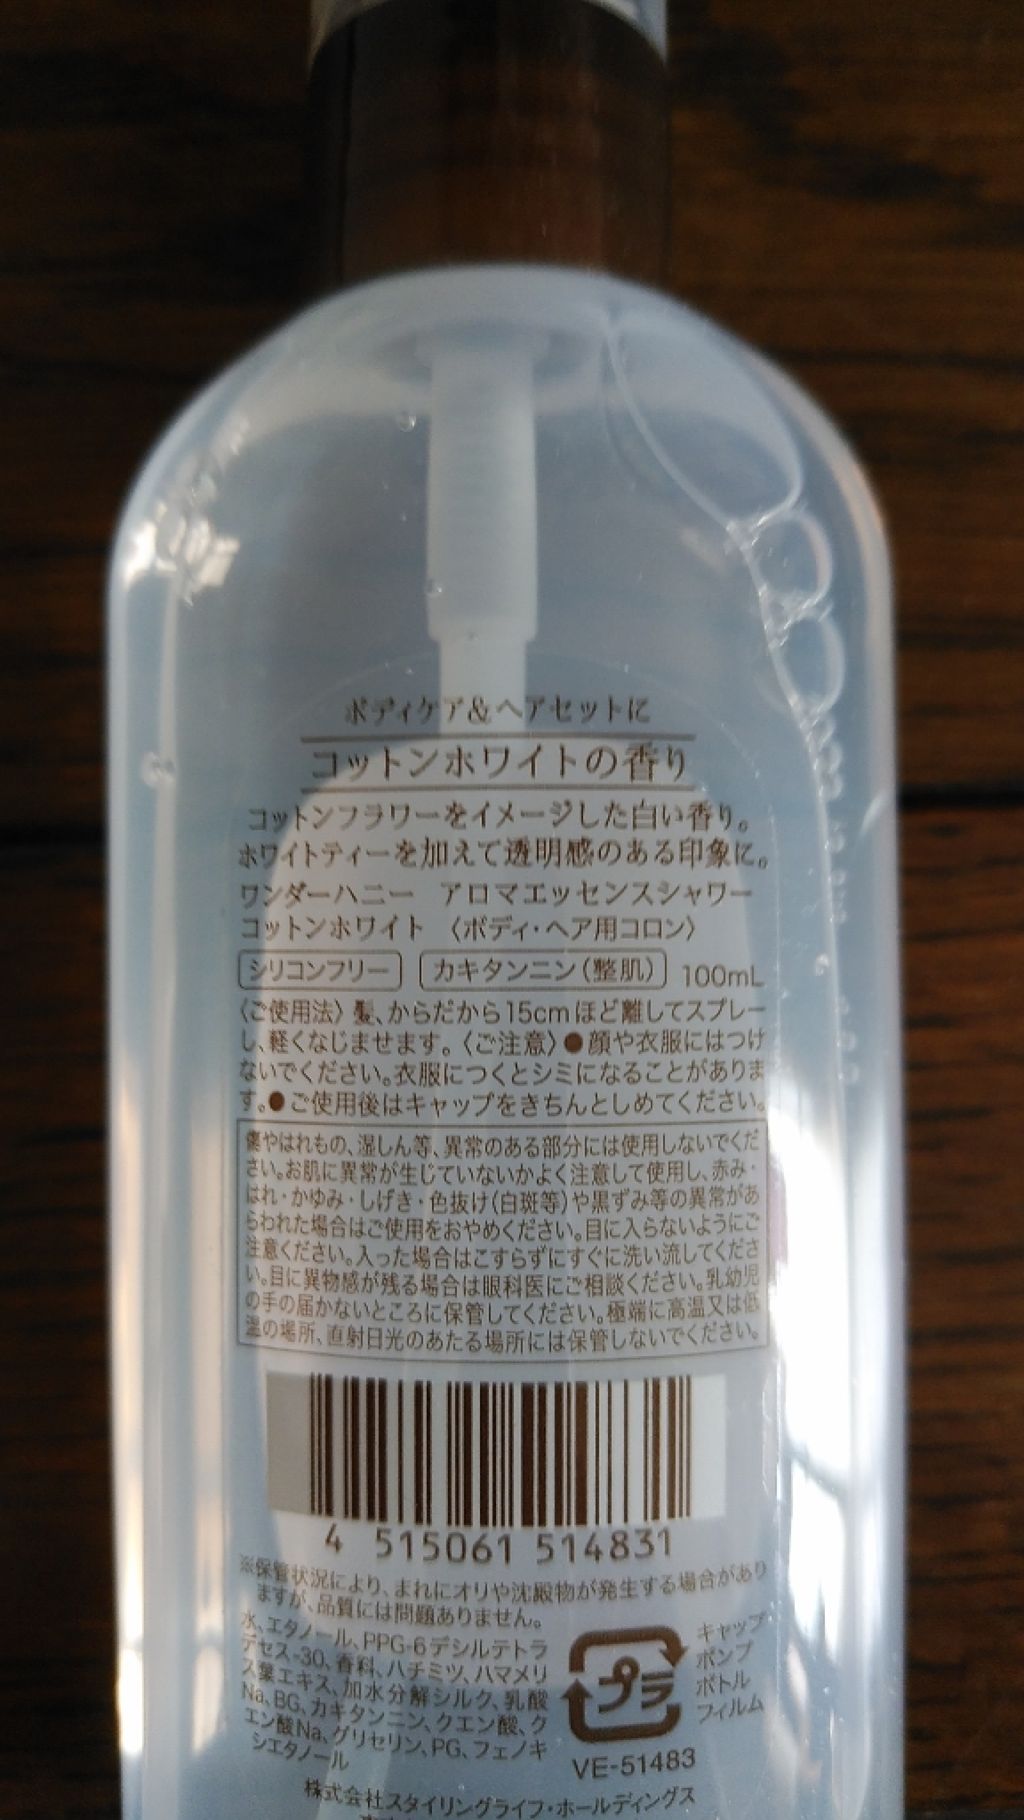 ボディケア&ヘアセットに
コットンホワイトの香り
コットンフラワーをイメージした白い香り。
ホワイトティーを加えて透明感のある印象に。
ワンダーハニー アロマエッセンスシャワー
コットンホワイト 〈ボディ・ヘア用コロン〉
シリコンフリー カキタンニン(整肌) 100mL
〈ご使用法〉髪、からだから15cmほど離してスプレー
し、軽くなじませます。〈ご注意〉●顔や衣服にはつけ
ないでください。衣服につくとシミになることがありま
す。●ご使用後はキャップをきちんとしめてください。
傷やはれもの、湿しん等、異常のある部分には使用しないでくだ
さい。お肌に異常が生じていないかよく注意して使用し、赤み・
はれ・かゆみ・しげき・色抜け(白斑等)や黒ずみ等の異常があ
らわれた場合はご使用をおやめください。目に入らないようにご
注意ください。入った場合はこすらずにすぐに洗い流してくださ
い。目に異物感が残る場合は眼科医にご相談ください。乳幼児
の手の届かないところに保管してください。極端に高温又は低
温の場所、直射日光のあたる場所には保管しないでください。
4 515061 514831
※保管状況により、まれにオリや沈殿物が発生する場合があり
ますが、品質には問題ありません。
水、エタノール、PPG-6デシルテトラ
デセス-30、香料、ハチミツ、ハマメリ
ス葉エキス、加水分解シルク、乳酸
Na、BG、カキタンニン、クエン酸、ク
エン酸Na、グリセリン、PG、フェノキ
シエタノール
プラ
キャップ・
ポンプ
ボトル
フィルム
VE-51483
株式会社スタイリングライフ・ホールディングス